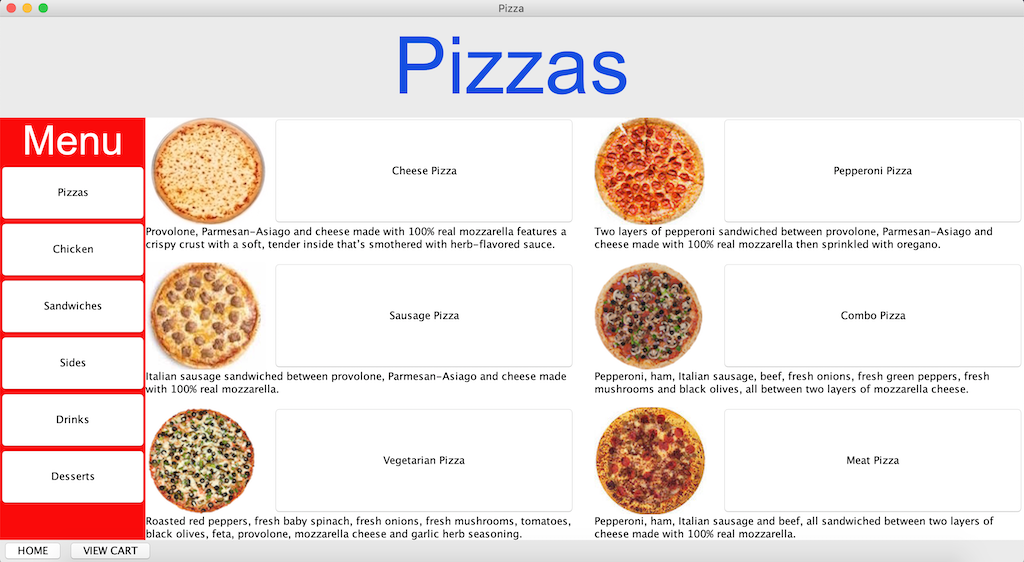 Pizza
Pizzas
Menu
Pizzas
Chicken
Sandwiches
Sides
Drinks
Desserts
Cheese Pizza
Provolone, Parmesan-Asiago and cheese made with 100% real mozzarella features a
crispy crust with a soft, tender inside that's smothered with herb-flavored sauce.
Pepperoni Pizza
Two layers of pepperoni sandwiched between provolone, Parmesan-Asiago and
cheese made with 100% real mozzarella then sprinkled with oregano.
Sausage Pizza
Italian sausage sandwiched between provolone, Parmesan-Asiago and cheese made
with 100% real mozzarella.
Combo Pizza
Pepperoni, ham, Italian sausage, beef, fresh onions, fresh green peppers, fresh
mushrooms and black olives, all between two layers of mozzarella cheese.
Vegetarian Pizza
Roasted red peppers, fresh baby spinach, fresh onions, fresh mushrooms, tomatoes,
black olives, feta, provolone, mozzarella cheese and garlic herb seasoning.
Meat Pizza
Pepperoni, ham, Italian sausage and beef, all sandwiched between two layers of
cheese made with 100% real mozzarella.
HOME
VIEW CART